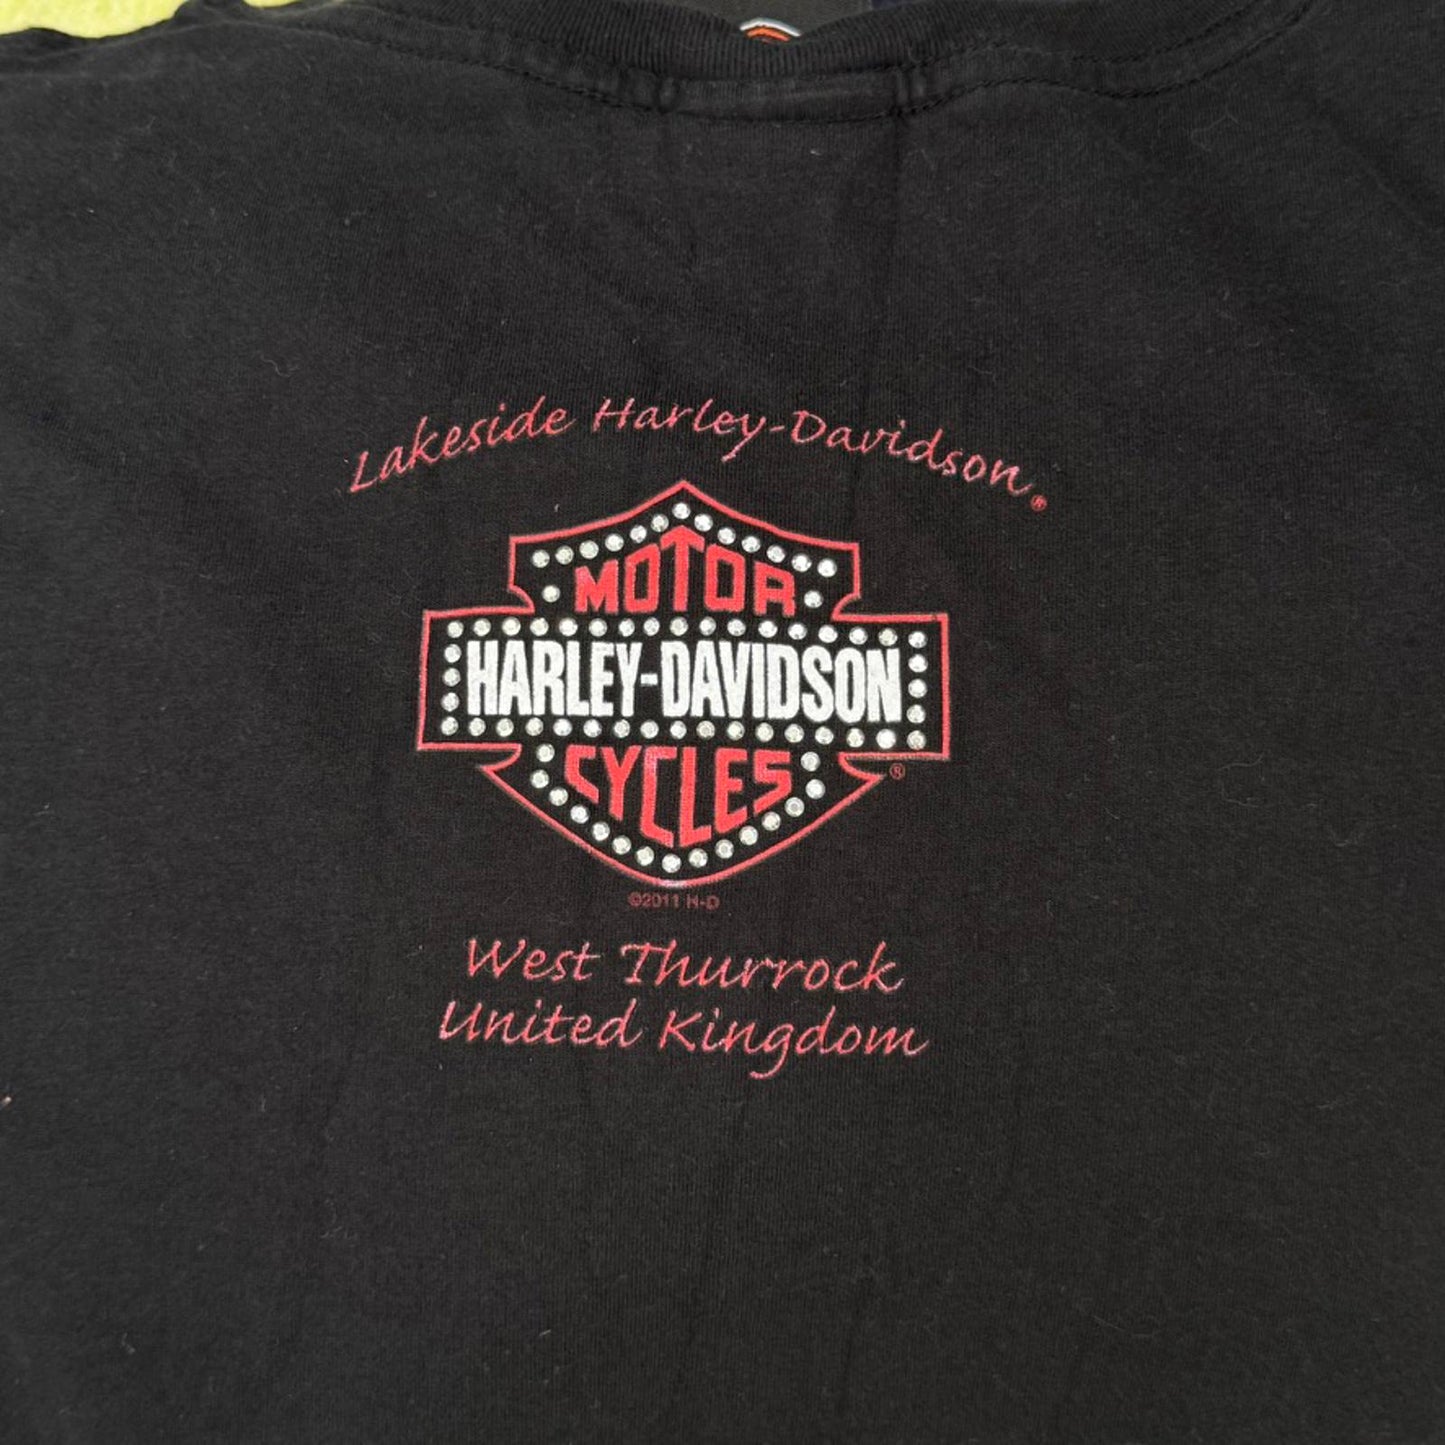 Lakeside Harley-Davidson®
MOTOR
HARLEY-DAVIDSON
CYCLES®
©2011 H-D
West Thurrock
United Kingdom